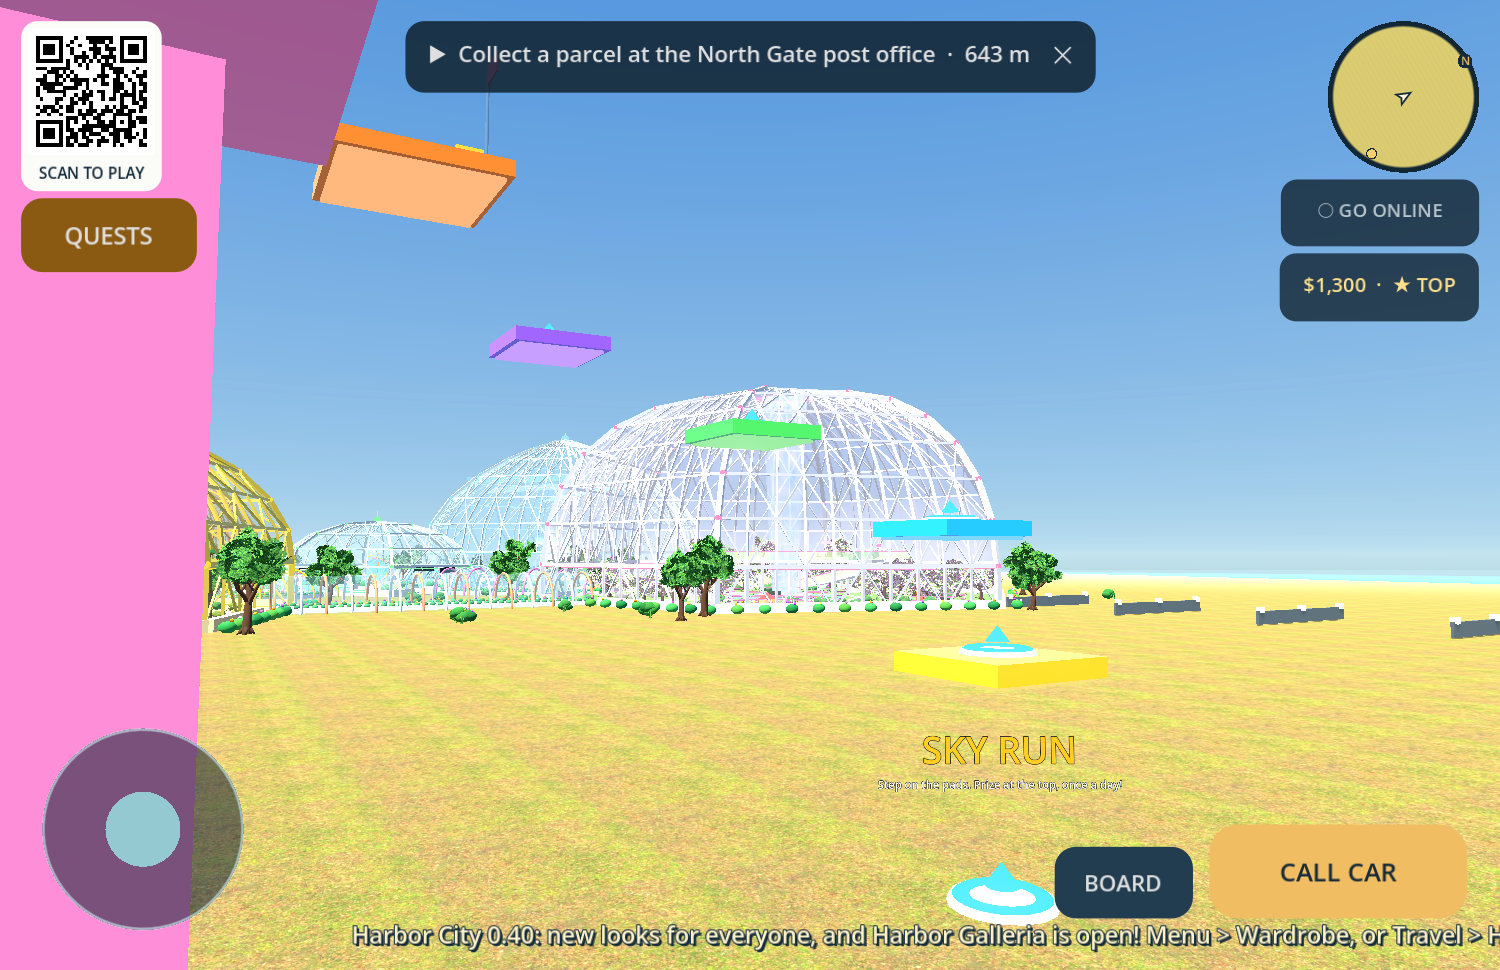 ▶ Collect a parcel at the North Gate post office · 643 m ✕
N
SCAN TO PLAY
QUESTS
GO ONLINE
$1,300 · ★ TOP
SKY RUN
Step on the pads. Prize at the top, once a day!
BOARD
CALL CAR
Harbor City 0.40: new looks for everyone, and Harbor Galleria is open! Menu > Wardrobe, or Travel > H